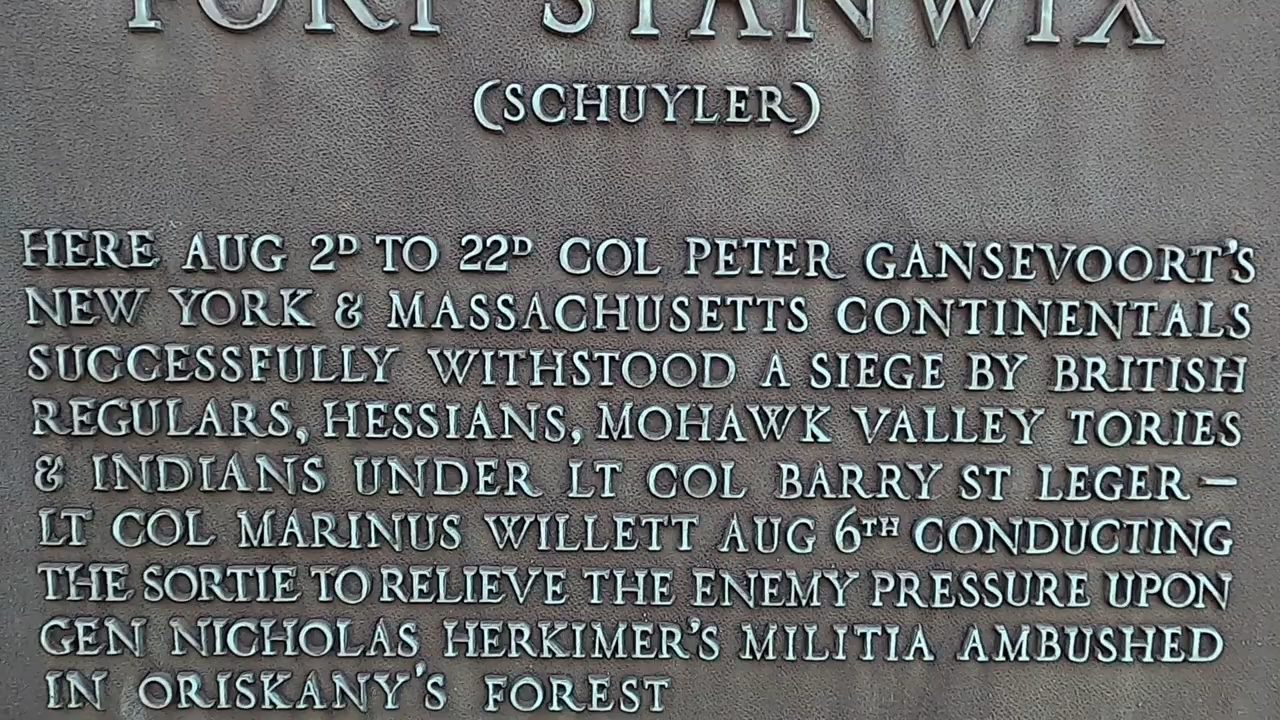 FORT STANWIX
(SCHUYLER)
HERE AUG 2D TO 22D COL PETER GANSEVOORT'S
NEW YORK & MASSACHUSETTS CONTINENTALS
SUCCESSFULLY WITHSTOOD A SIEGE BY BRITISH
REGULARS, HESSIANS, MOHAWK VALLEY TORIES
& INDIANS UNDER LT COL BARRY ST LEGER —
LT COL MARINUS WILLETT AUG 6TH CONDUCTING
THE SORTIE TO RELIEVE THE ENEMY PRESSURE UPON
GEN NICHOLAS HERKIMER'S MILITIA AMBUSHED
IN ORISKANY'S FOREST